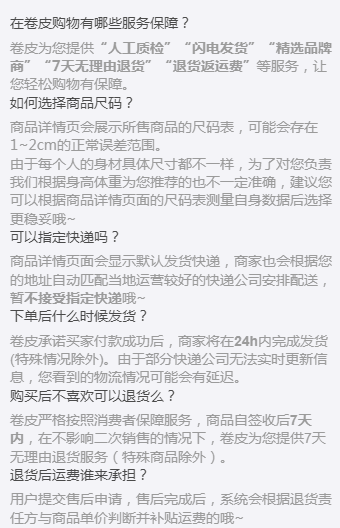 在卷皮购物有哪些服务保障？
卷皮为您提供“人工质检”“闪电发货”“精选品牌
商”“7天无理由退货”“退货返运费”等服务，让
您轻松购物有保障。
如何选择商品尺码？
商品详情页会展示所售商品的尺码表，可能会存在
1~2cm的正常误差范围。
由于每个人的身材具体尺寸都不一样，为了对您负责
我们根据身高体重为您推荐的也不一定准确，建议您
可以根据商品详情页面的尺码表测量自身数据后选择
更稳妥哦~
可以指定快递吗？
商品详情页面会显示默认发货快递，商家也会根据您
的地址自动匹配当地运营较好的快递公司安排配送，
暂不接受指定快递哦~
下单后什么时候发货？
卷皮承诺买家付款成功后，商家将在24h内完成发货
(特殊情况除外)。由于部分快递公司无法实时更新信
息，您看到的物流情况可能会有延迟。
购买后不喜欢可以退货么？
卷皮严格按照消费者保障服务，商品自签收后7天
内，在不影响二次销售的情况下，卷皮为您提供7天
无理由退货服务（特殊商品除外）。
退货后运费谁来承担？
用户提交售后申请，售后完成后，系统会根据退货责
任方与商品单价判断并补贴运费的哦~